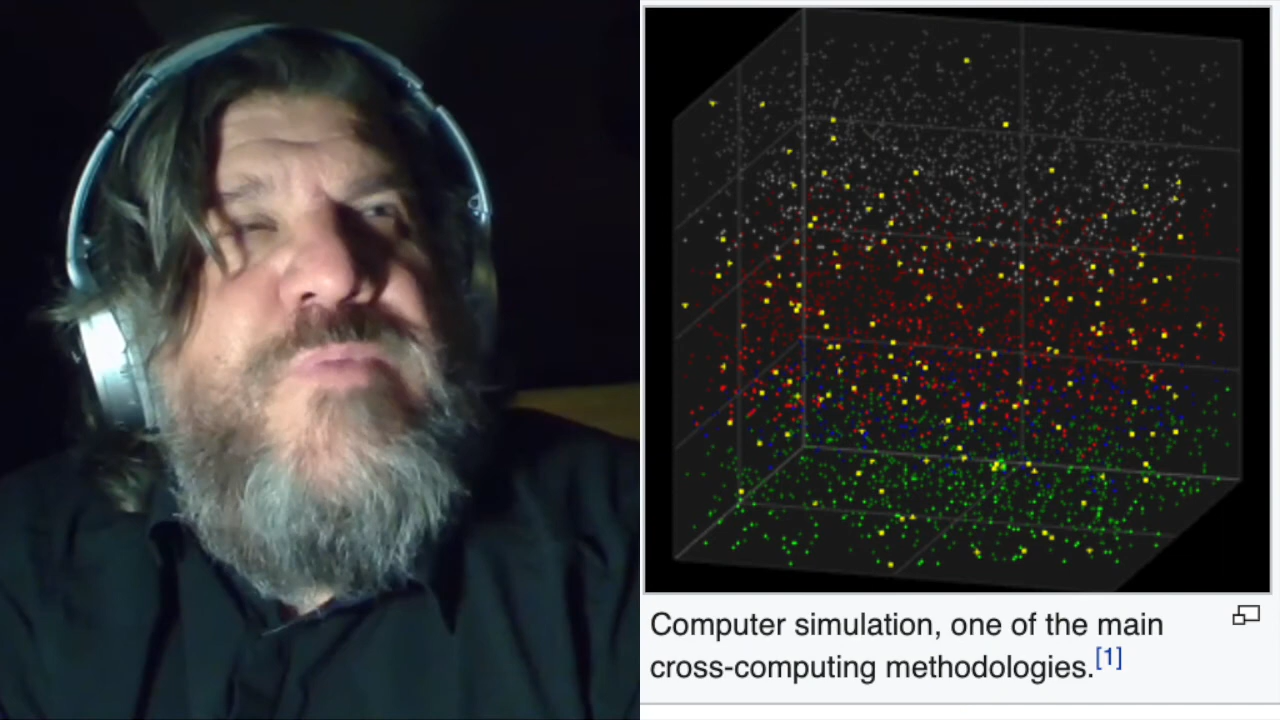 Computer simulation, one of the main
cross-computing methodologies.[1]